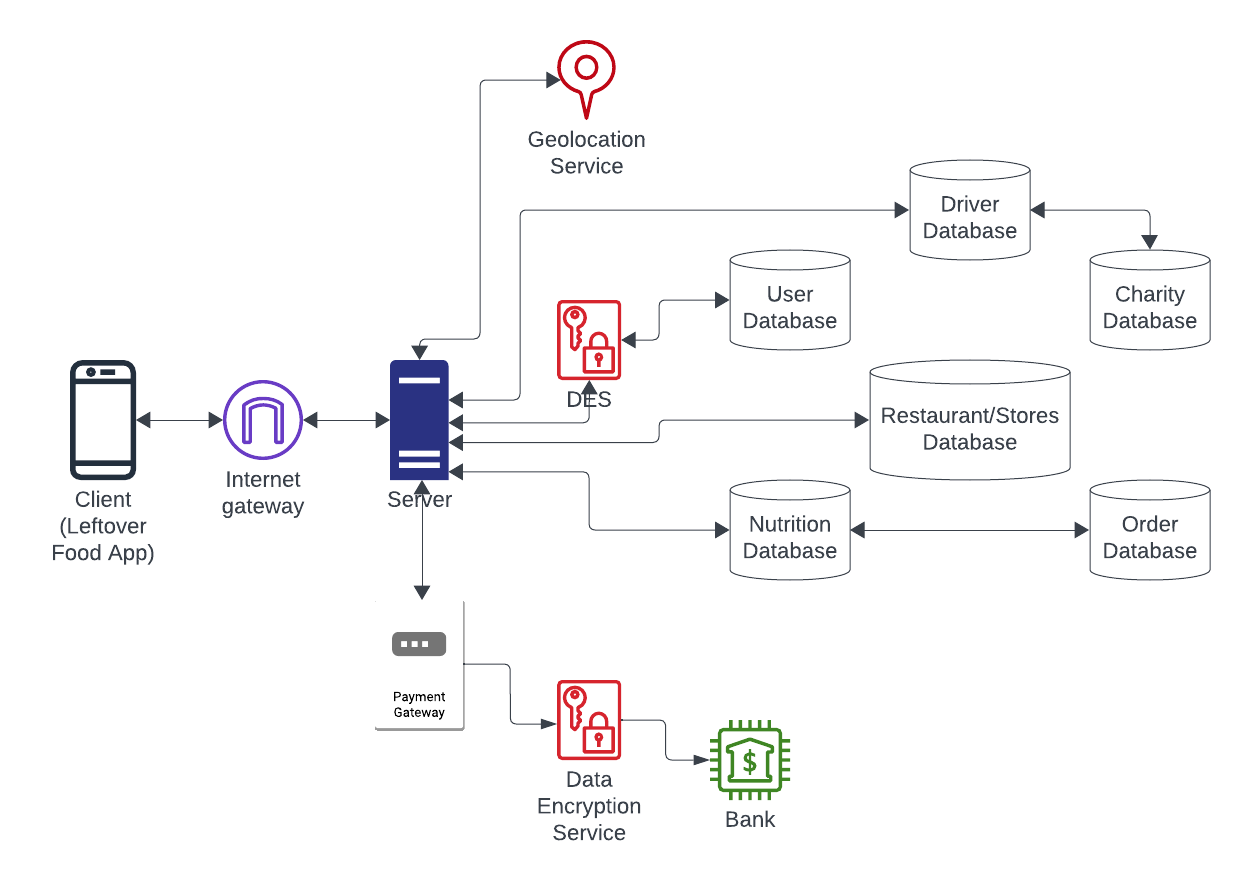 Geolocation
Service
Driver
Database
User
Database
Charity
Database
DES
Restaurant/Stores
Database
Internet
gateway
Server
Client
(Leftover
Food App)
Nutrition
Database
Order
Database
Payment
Gateway
$
Data
Encryption
Service
Bank